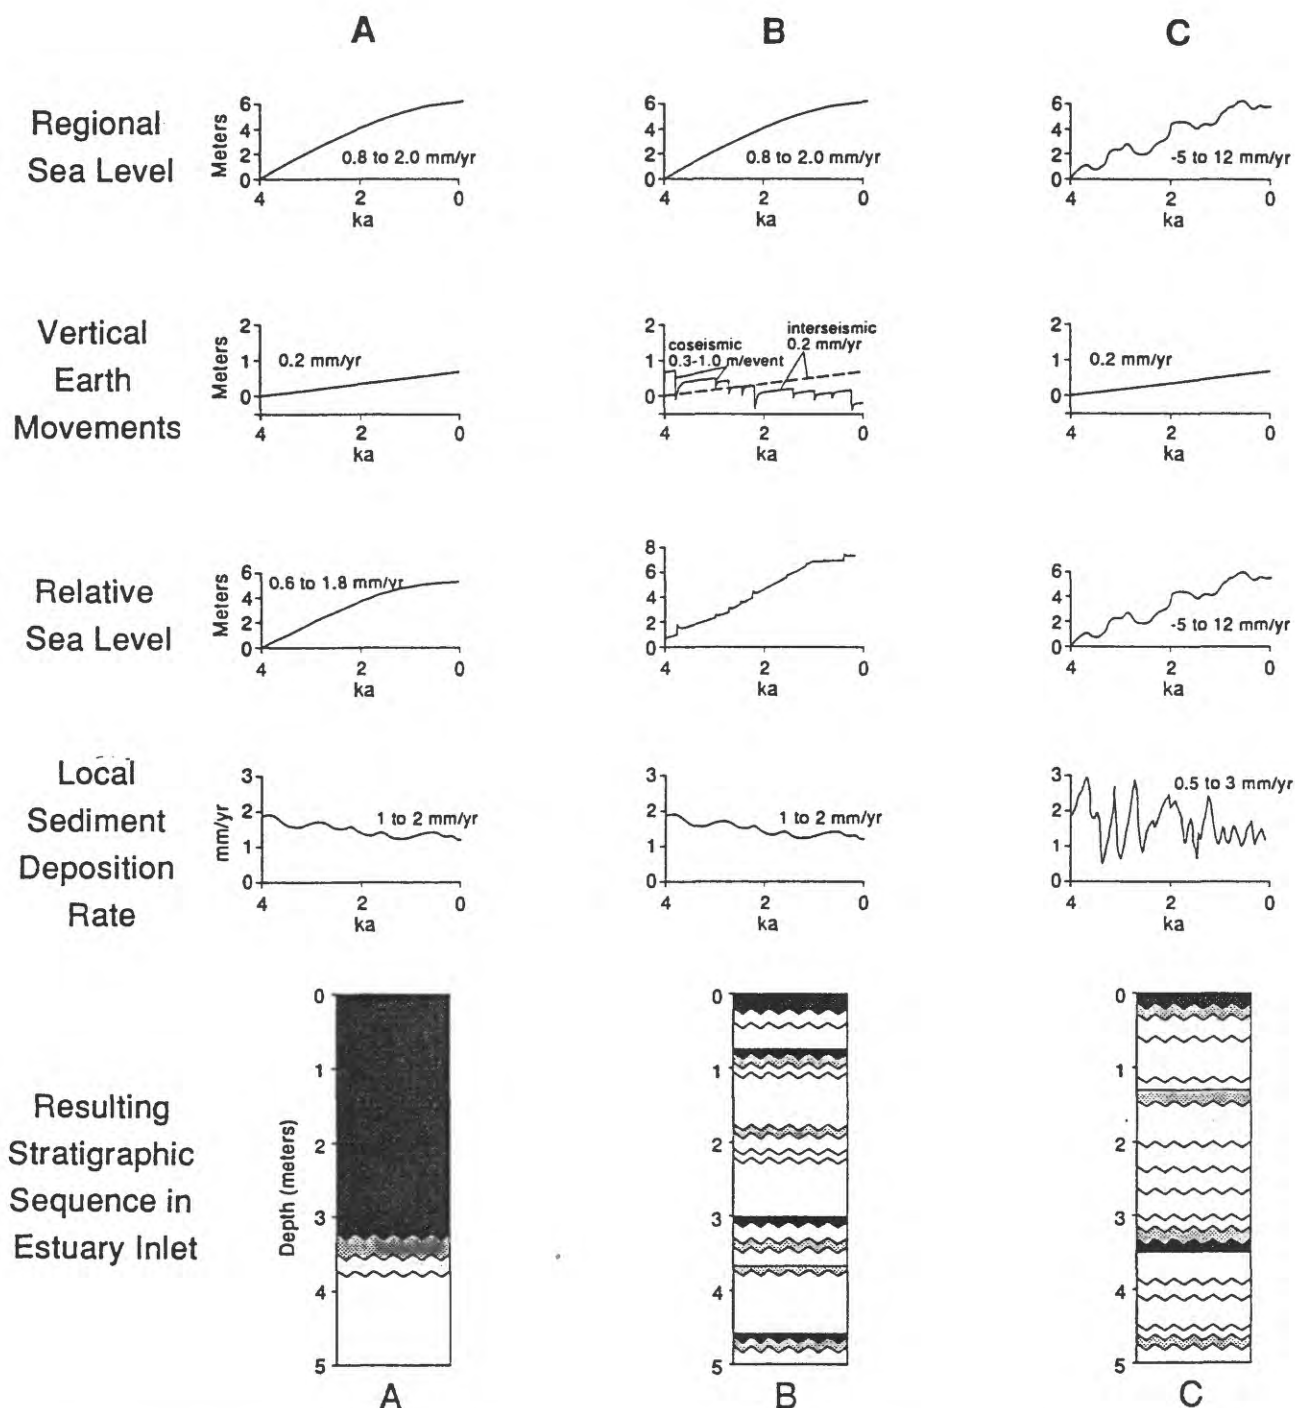 A
B
C
Regional
Sea Level
Meters
6
4
2
0
0.8 to 2.0 mm/yr
4
2
0
ka
6
4
2
0
0.8 to 2.0 mm/yr
4
2
0
ka
6
4
2
0
-5 to 12 mm/yr
4
2
0
ka
Vertical
Earth
Movements
Meters
2
1
0
0.2 mm/yr
4
2
0
ka
2
1
0
coseismic
0.3-1.0 m/event
interseismic
0.2 mm/yr
4
2
0
ka
2
1
0
0.2 mm/yr
4
2
0
ka
Relative
Sea Level
Meters
6
4
2
0
0.6 to 1.8 mm/yr
4
2
0
ka
8
6
4
2
0
4
2
0
ka
6
4
2
0
-5 to 12 mm/yr
4
2
0
ka
Local
Sediment
Deposition
Rate
mm/yr
3
2
1
0
1 to 2 mm/yr
4
2
0
ka
3
2
1
0
1 to 2 mm/yr
4
2
0
ka
3
2
1
0
0.5 to 3 mm/yr
4
2
0
ka
Resulting
Stratigraphic
Sequence in
Estuary Inlet
Depth (meters)
0
1
2
3
4
5
A
0
1
2
3
4
5
B
0
1
2
3
4
5
C